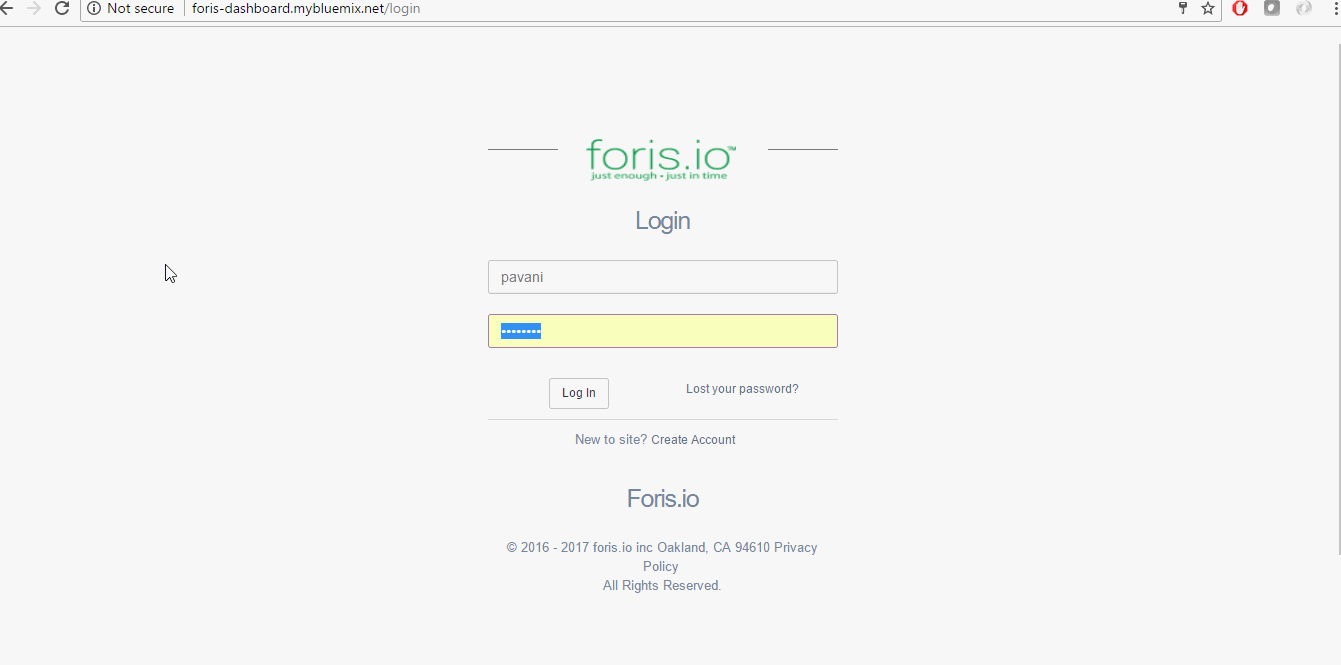 Not secure foris-dashboard.mybluemix.net/login
foris.io™
just enough - just in time
Login
pavani
••••••••
Log In Lost your password?
New to site? Create Account
Foris.io
© 2016 - 2017 foris.io inc Oakland, CA 94610 Privacy
Policy
All Rights Reserved.